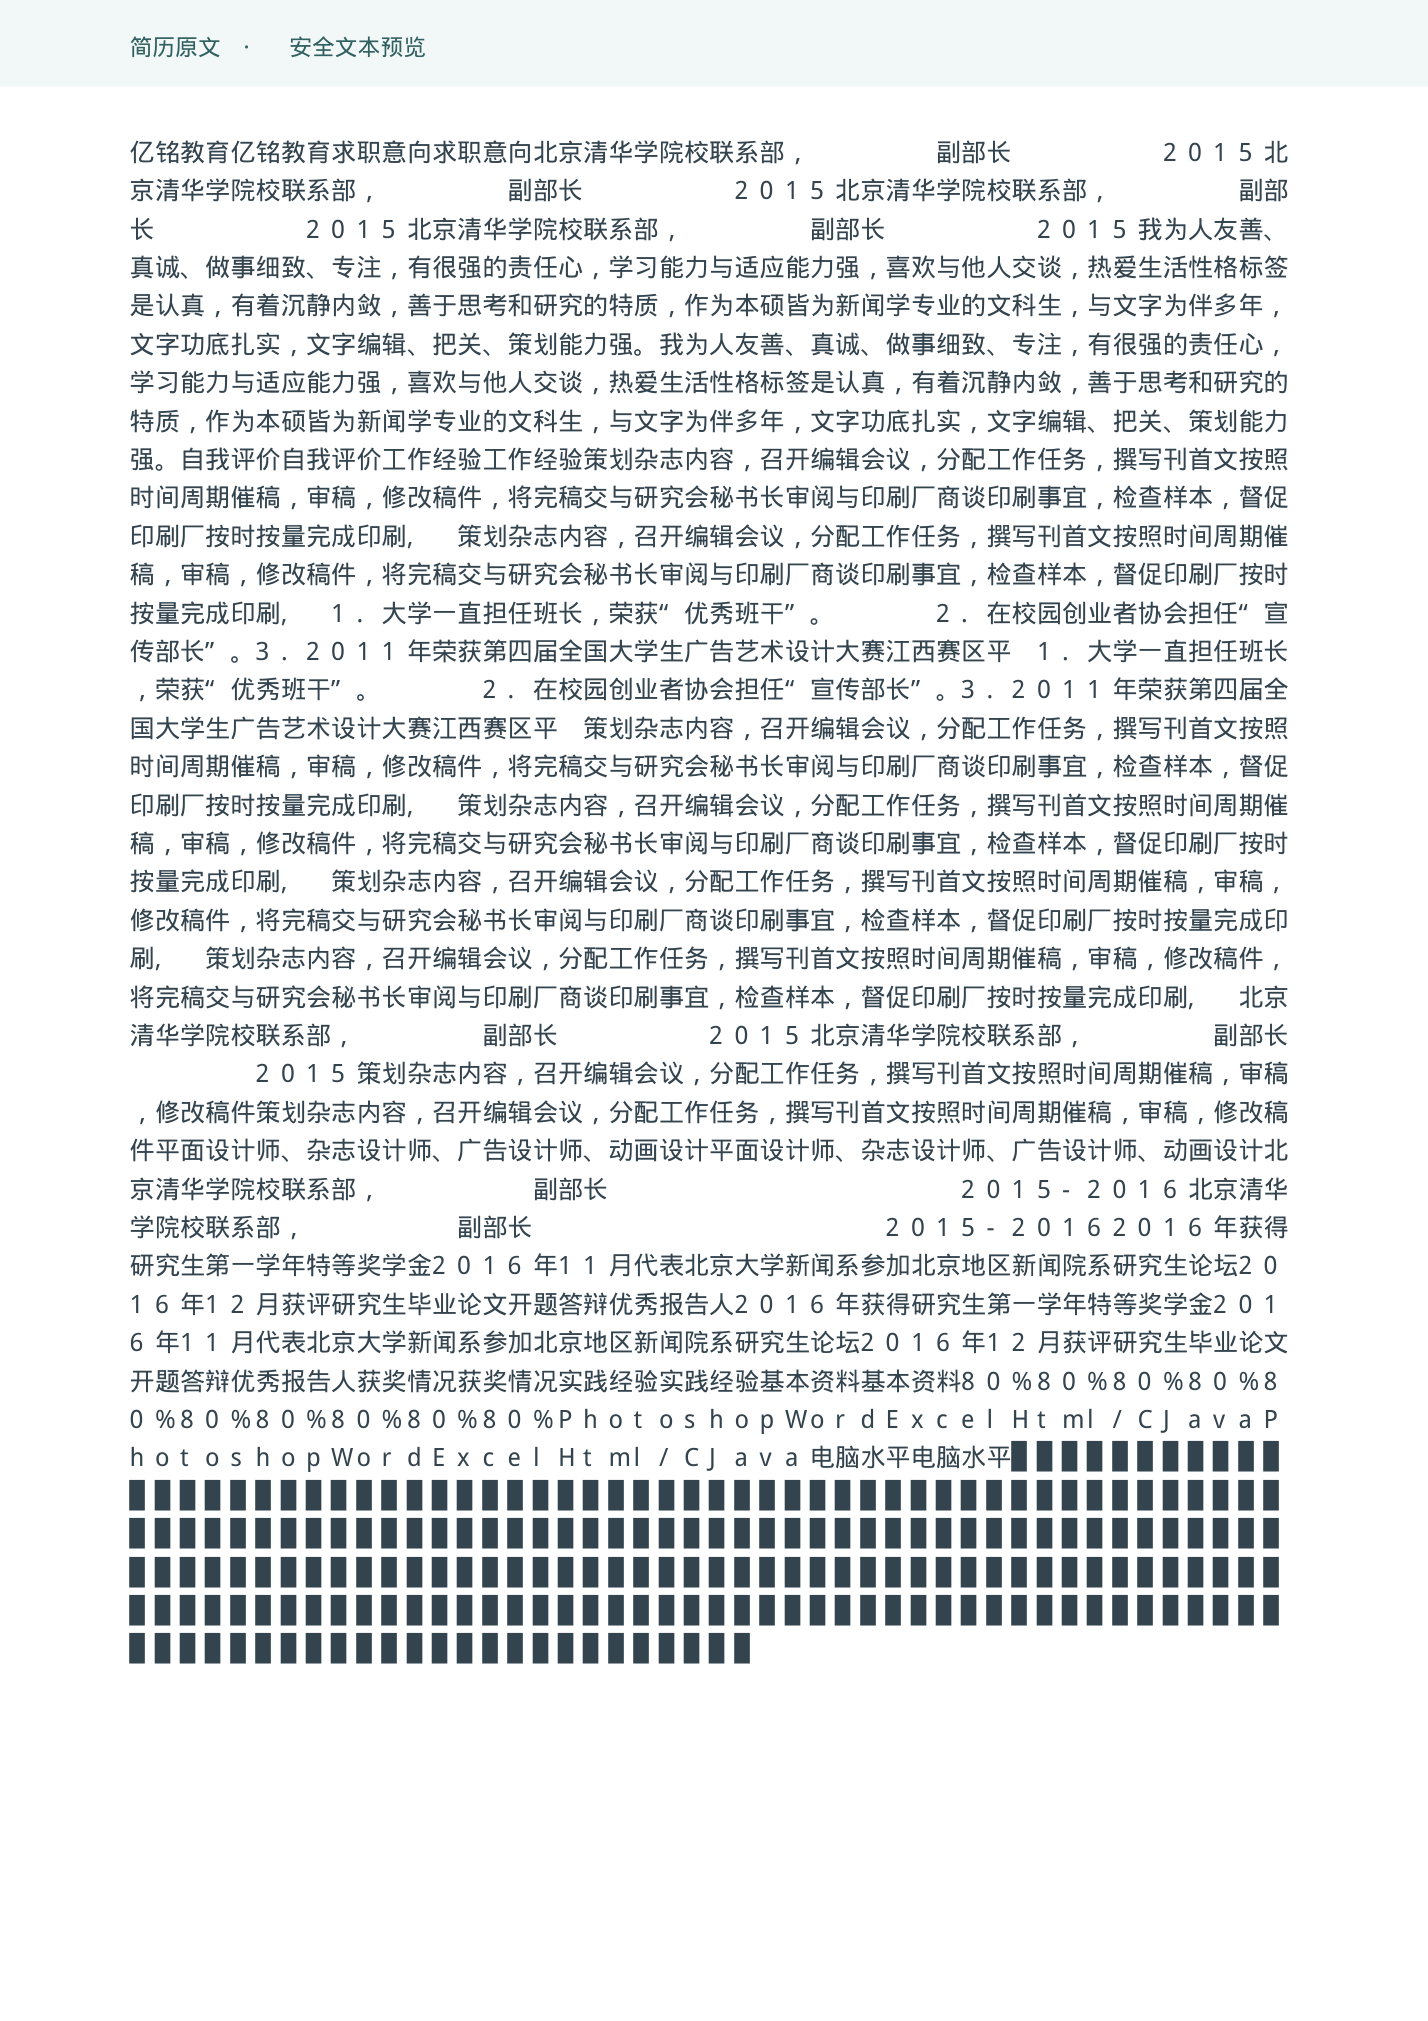 简历原文 · 安全文本预览
亿铭教育亿铭教育求职意向求职意向北京清华学院校联系部, 副部长 2015北
京清华学院校联系部, 副部长 2015北京清华学院校联系部, 副部
长 2015北京清华学院校联系部, 副部长 2015我为人友善、
真诚、做事细致、专注,有很强的责任心,学习能力与适应能力强,喜欢与他人交谈,热爱生活性格标签
是认真,有着沉静内敛,善于思考和研究的特质,作为本硕皆为新闻学专业的文科生,与文字为伴多年,
文字功底扎实,文字编辑、把关、策划能力强。我为人友善、真诚、做事细致、专注,有很强的责任心,
学习能力与适应能力强,喜欢与他人交谈,热爱生活性格标签是认真,有着沉静内敛,善于思考和研究的
特质,作为本硕皆为新闻学专业的文科生,与文字为伴多年,文字功底扎实,文字编辑、把关、策划能力
强。自我评价自我评价工作经验工作经验策划杂志内容,召开编辑会议,分配工作任务,撰写刊首文按照
时间周期催稿,审稿,修改稿件,将完稿交与研究会秘书长审阅与印刷厂商谈印刷事宜,检查样本,督促
印刷厂按时按量完成印刷, 策划杂志内容,召开编辑会议,分配工作任务,撰写刊首文按照时间周期催
稿,审稿,修改稿件,将完稿交与研究会秘书长审阅与印刷厂商谈印刷事宜,检查样本,督促印刷厂按时
按量完成印刷, 1.大学一直担任班长,荣获“优秀班干”。 2.在校园创业者协会担任“宣
传部长”。3.2011年荣获第四届全国大学生广告艺术设计大赛江西赛区平 1.大学一直担任班长
,荣获“优秀班干”。 2.在校园创业者协会担任“宣传部长”。3.2011年荣获第四届全
国大学生广告艺术设计大赛江西赛区平 策划杂志内容,召开编辑会议,分配工作任务,撰写刊首文按照
时间周期催稿,审稿,修改稿件,将完稿交与研究会秘书长审阅与印刷厂商谈印刷事宜,检查样本,督促
印刷厂按时按量完成印刷, 策划杂志内容,召开编辑会议,分配工作任务,撰写刊首文按照时间周期催
稿,审稿,修改稿件,将完稿交与研究会秘书长审阅与印刷厂商谈印刷事宜,检查样本,督促印刷厂按时
按量完成印刷, 策划杂志内容,召开编辑会议,分配工作任务,撰写刊首文按照时间周期催稿,审稿,
修改稿件,将完稿交与研究会秘书长审阅与印刷厂商谈印刷事宜,检查样本,督促印刷厂按时按量完成印
刷, 策划杂志内容,召开编辑会议,分配工作任务,撰写刊首文按照时间周期催稿,审稿,修改稿件,
将完稿交与研究会秘书长审阅与印刷厂商谈印刷事宜,检查样本,督促印刷厂按时按量完成印刷, 北京
清华学院校联系部, 副部长 2015北京清华学院校联系部, 副部长
2015策划杂志内容,召开编辑会议,分配工作任务,撰写刊首文按照时间周期催稿,审稿
,修改稿件策划杂志内容,召开编辑会议,分配工作任务,撰写刊首文按照时间周期催稿,审稿,修改稿
件平面设计师、杂志设计师、广告设计师、动画设计平面设计师、杂志设计师、广告设计师、动画设计北
京清华学院校联系部, 副部长 2015-2016北京清华
学院校联系部, 副部长 2015-20162016年获得
研究生第一学年特等奖学金2016年11月代表北京大学新闻系参加北京地区新闻院系研究生论坛20
16年12月获评研究生毕业论文开题答辩优秀报告人2016年获得研究生第一学年特等奖学金201
6年11月代表北京大学新闻系参加北京地区新闻院系研究生论坛2016年12月获评研究生毕业论文
开题答辩优秀报告人获奖情况获奖情况实践经验实践经验基本资料基本资料80%80%80%80%8
0%80%80%80%80%80%PhotoshopWordExcelHtml/CJavaP
hotoshopWordExcelHtml/CJava电脑水平电脑水平